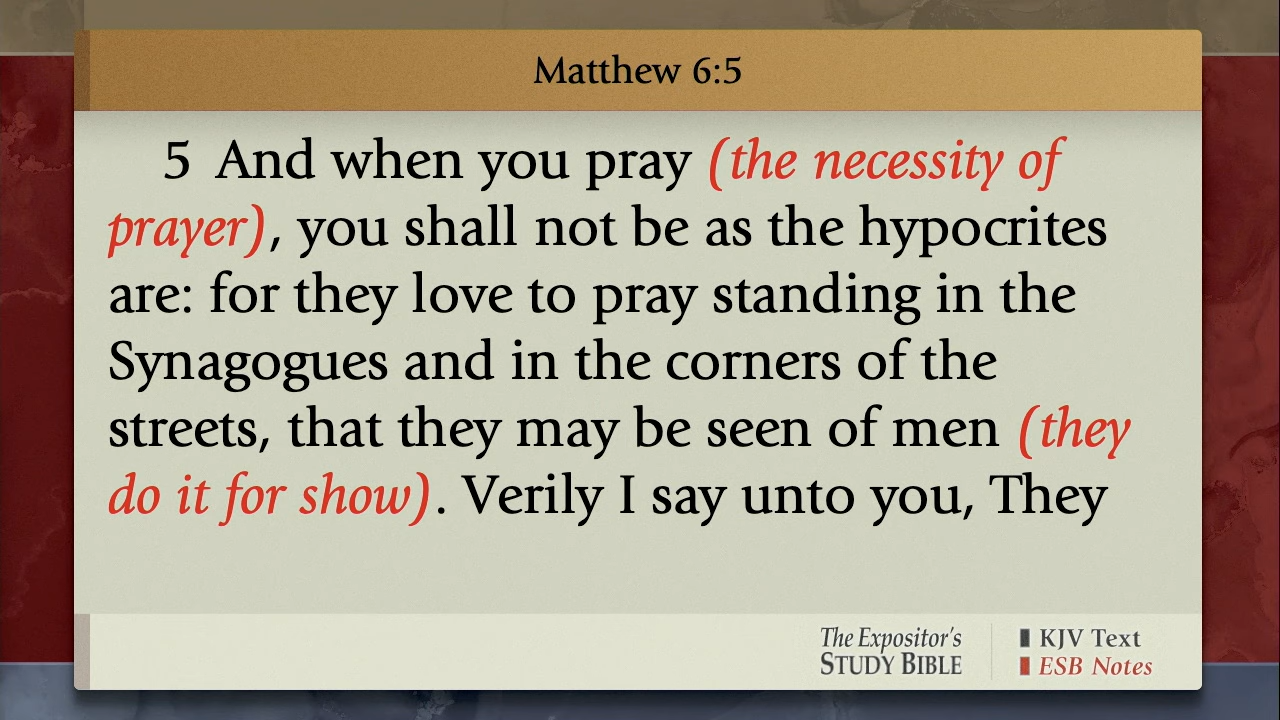 Matthew 6:5
5 And when you pray (the necessity of
prayer), you shall not be as the hypocrites
are: for they love to pray standing in the
Synagogues and in the corners of the
streets, that they may be seen of men (they
do it for show). Verily I say unto you, They
The Expositor's
STUDY BIBLE
KJV Text
ESB Notes